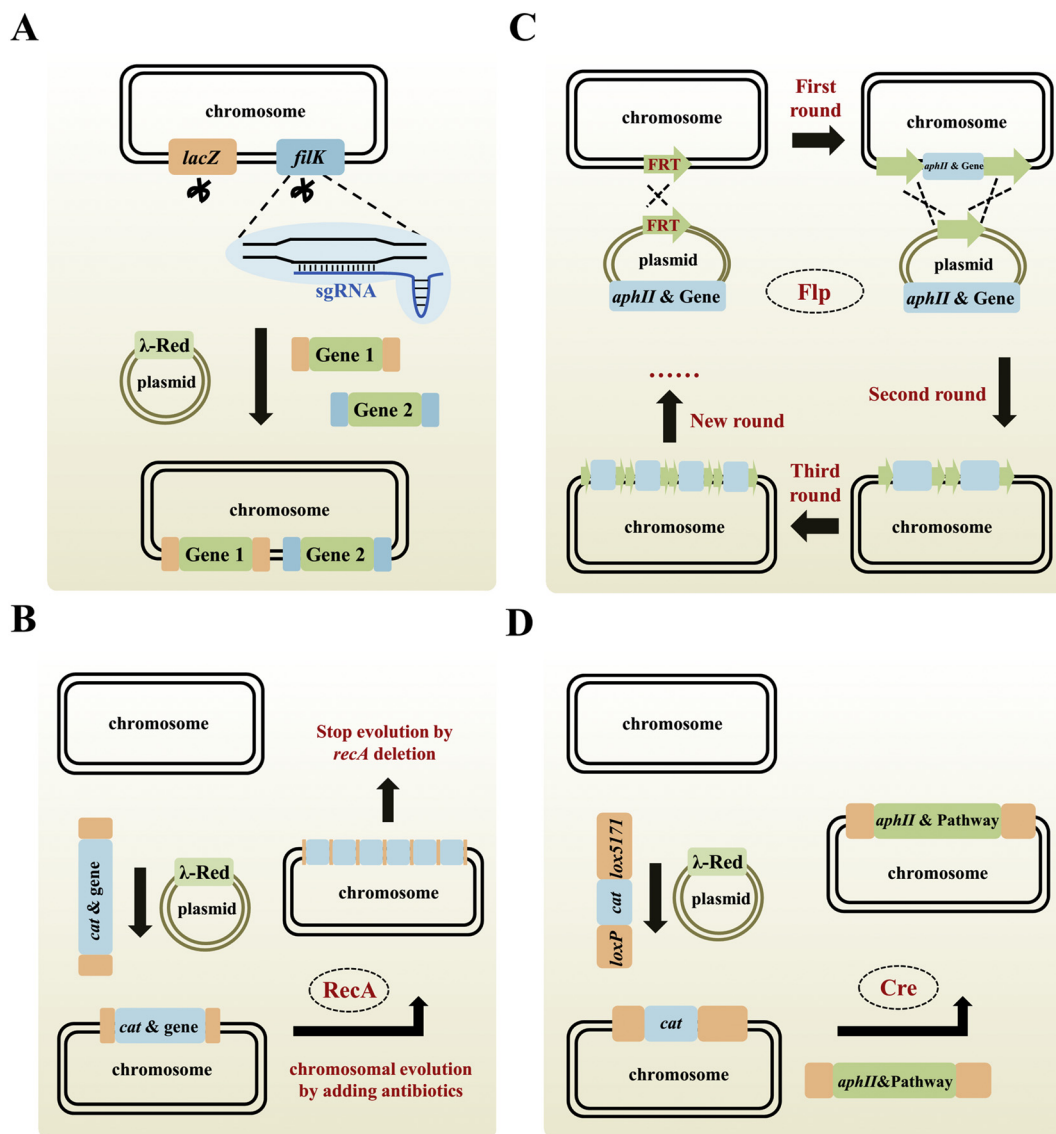 A
chromosome
lacZ
filK
sgRNA
λ-Red
plasmid
Gene 1
Gene 2
chromosome
Gene 1
Gene 2
C
chromosome
FRT
FRT
plasmid
aphII & Gene
First
round
chromosome
aphII & Gene
plasmid
aphII & Gene
Flp
Second round
......
New round
Third
round
chromosome
chromosome
B
chromosome
Stop evolution by
recA deletion
cat & gene
λ-Red
plasmid
chromosome
RecA
cat & gene
chromosome
chromosomal evolution
by adding antibiotics
D
chromosome
lox5171
cat
loxP
λ-Red
plasmid
aphII & Pathway
chromosome
Cre
cat
chromosome
aphII&Pathway